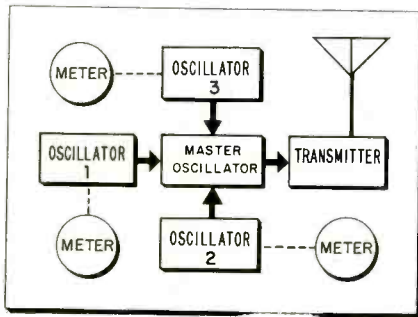 METER
OSCILLATOR
3
OSCILLATOR
1
MASTER
OSCILLATOR
TRANSMITTER
METER
OSCILLATOR
2
METER